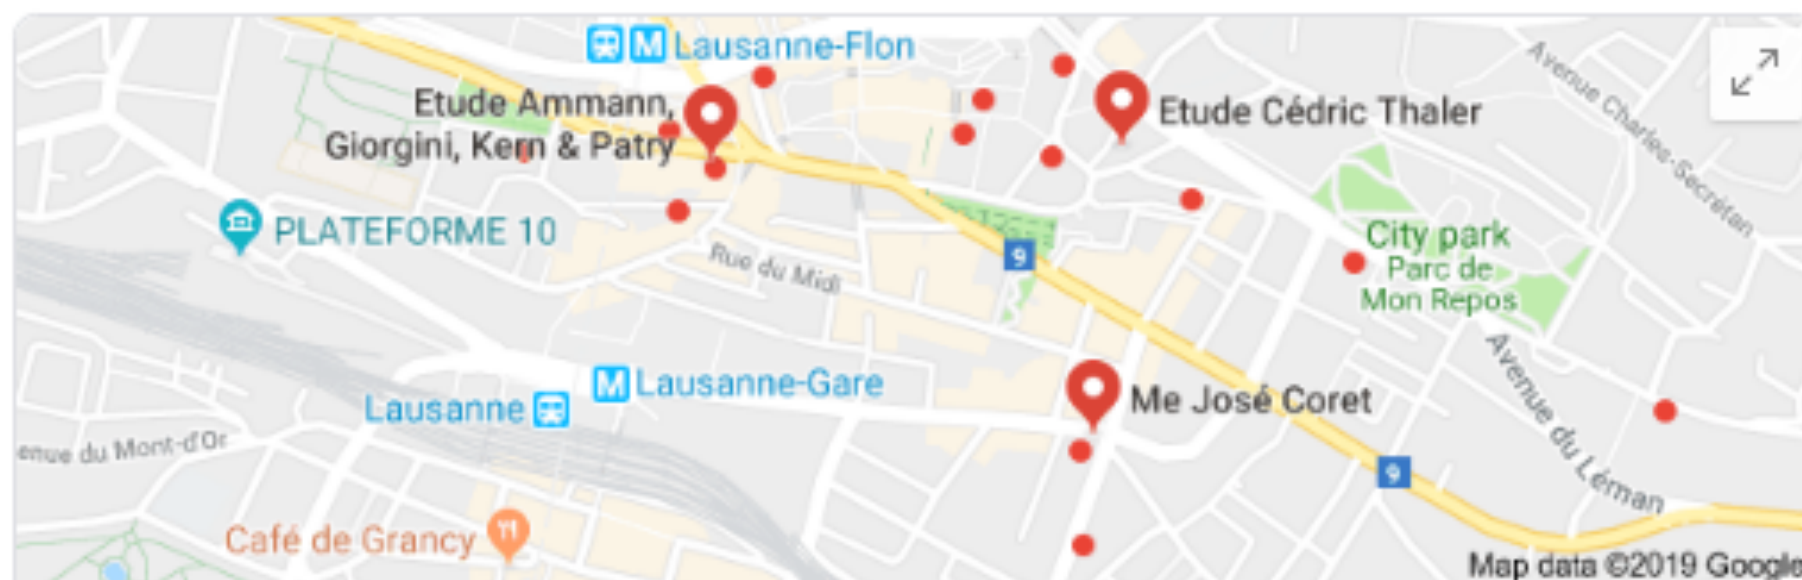 M Lausanne-Flon
Avenue Charles-Secrétan
Etude Ammann,
Giorgini, Kern & Patry
Etude Cédric Thaler
PLATEFORME 10
City park
Parc de
Mon Repos
Rue du Midi
9
Lausanne
M Lausanne-Gare
Me José Coret
Avenue du Léman
enue du Mont-d'Or
9
Café de Grancy
Map data ©2019 Google